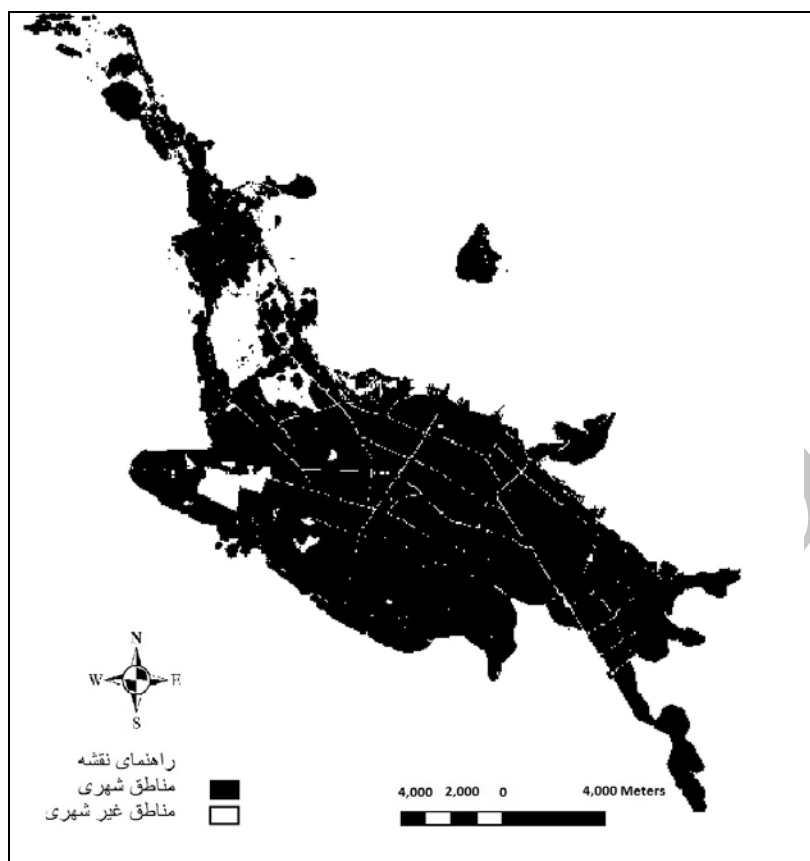 N
W E
S
راهنمای نقشه
مناطق شهری
مناطق غیر شهری
4,000 2,000 0 4,000 Meters